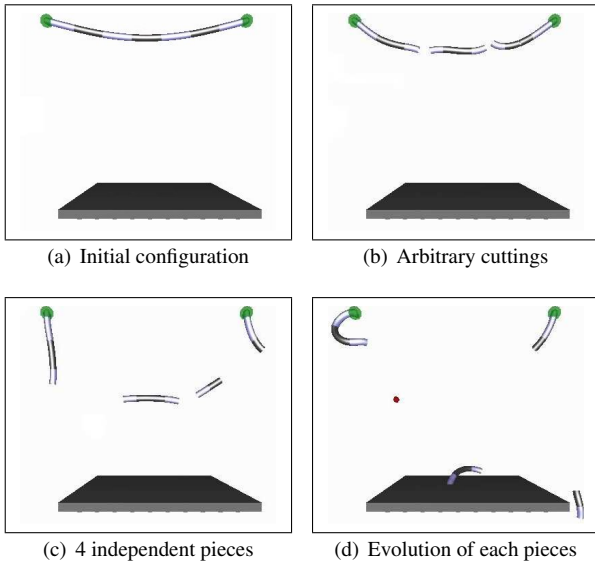 (a) Initial configuration
(b) Arbitrary cuttings
(c) 4 independent pieces
(d) Evolution of each pieces